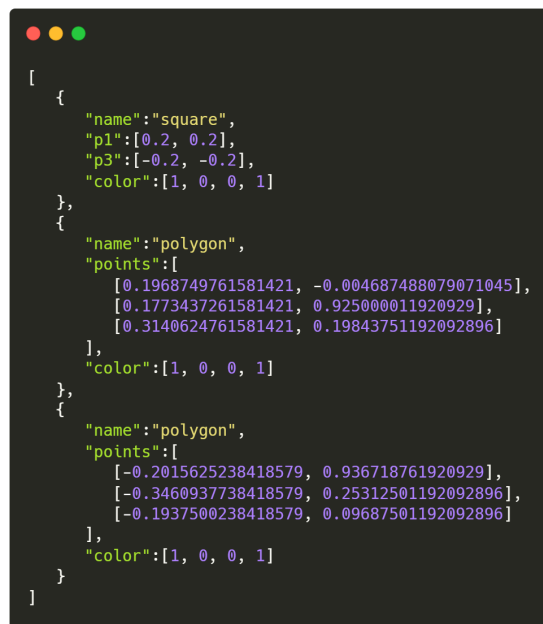 [
   {
      "name":"square",
      "p1":[0.2, 0.2],
      "p3":[-0.2, -0.2],
      "color":[1, 0, 0, 1]
   },
   {
      "name":"polygon",
      "points":[
         [0.1968749761581421, -0.004687488079071045],
         [0.1773437261581421, 0.925000011920929],
         [0.3140624761581421, 0.19843751192092896]
      ],
      "color":[1, 0, 0, 1]
   },
   {
      "name":"polygon",
      "points":[
         [-0.2015625238418579, 0.936718761920929],
         [-0.3460937738418579, 0.25312501192092896],
         [-0.1937500238418579, 0.09687501192092896]
      ],
      "color":[1, 0, 0, 1]
   }
]